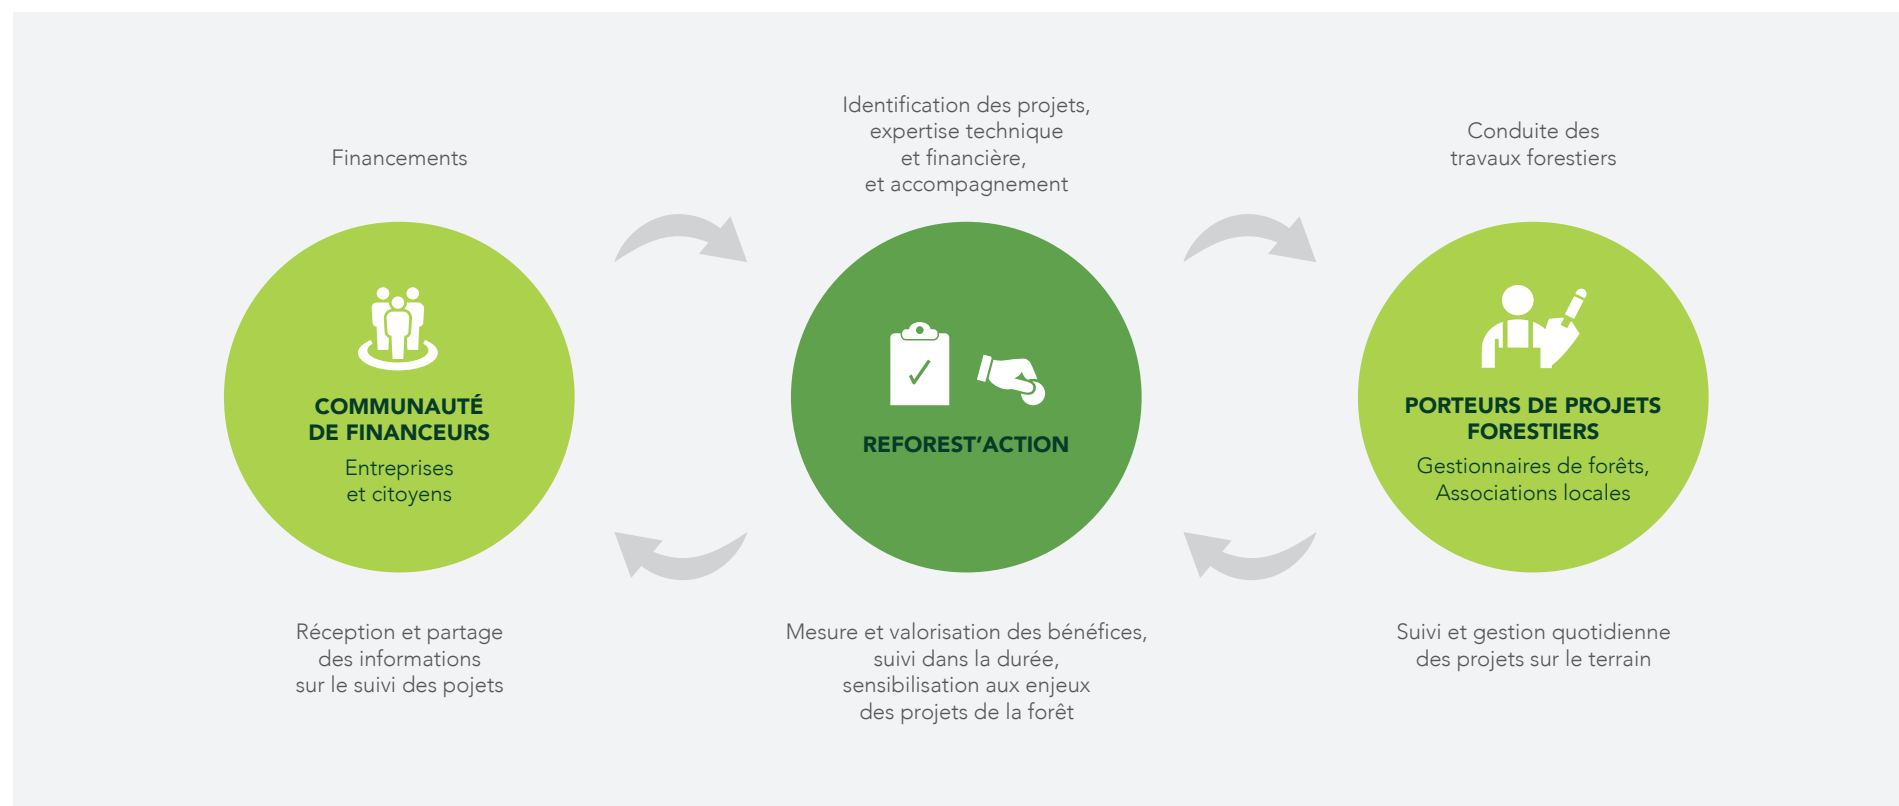 Financements
Identification des projets,
expertise technique
et financière,
et accompagnement
Conduite des
travaux forestiers
COMMUNAUTÉ
DE FINANCEURS
Entreprises
et citoyens
REFOREST'ACTION
PORTEURS DE PROJETS
FORESTIERS
Gestionnaires de forêts,
Associations locales
Réception et partage
des informations
sur le suivi des pojets
Mesure et valorisation des bénéfices,
suivi dans la durée,
sensibilisation aux enjeux
des projets de la forêt
Suivi et gestion quotidienne
des projets sur le terrain